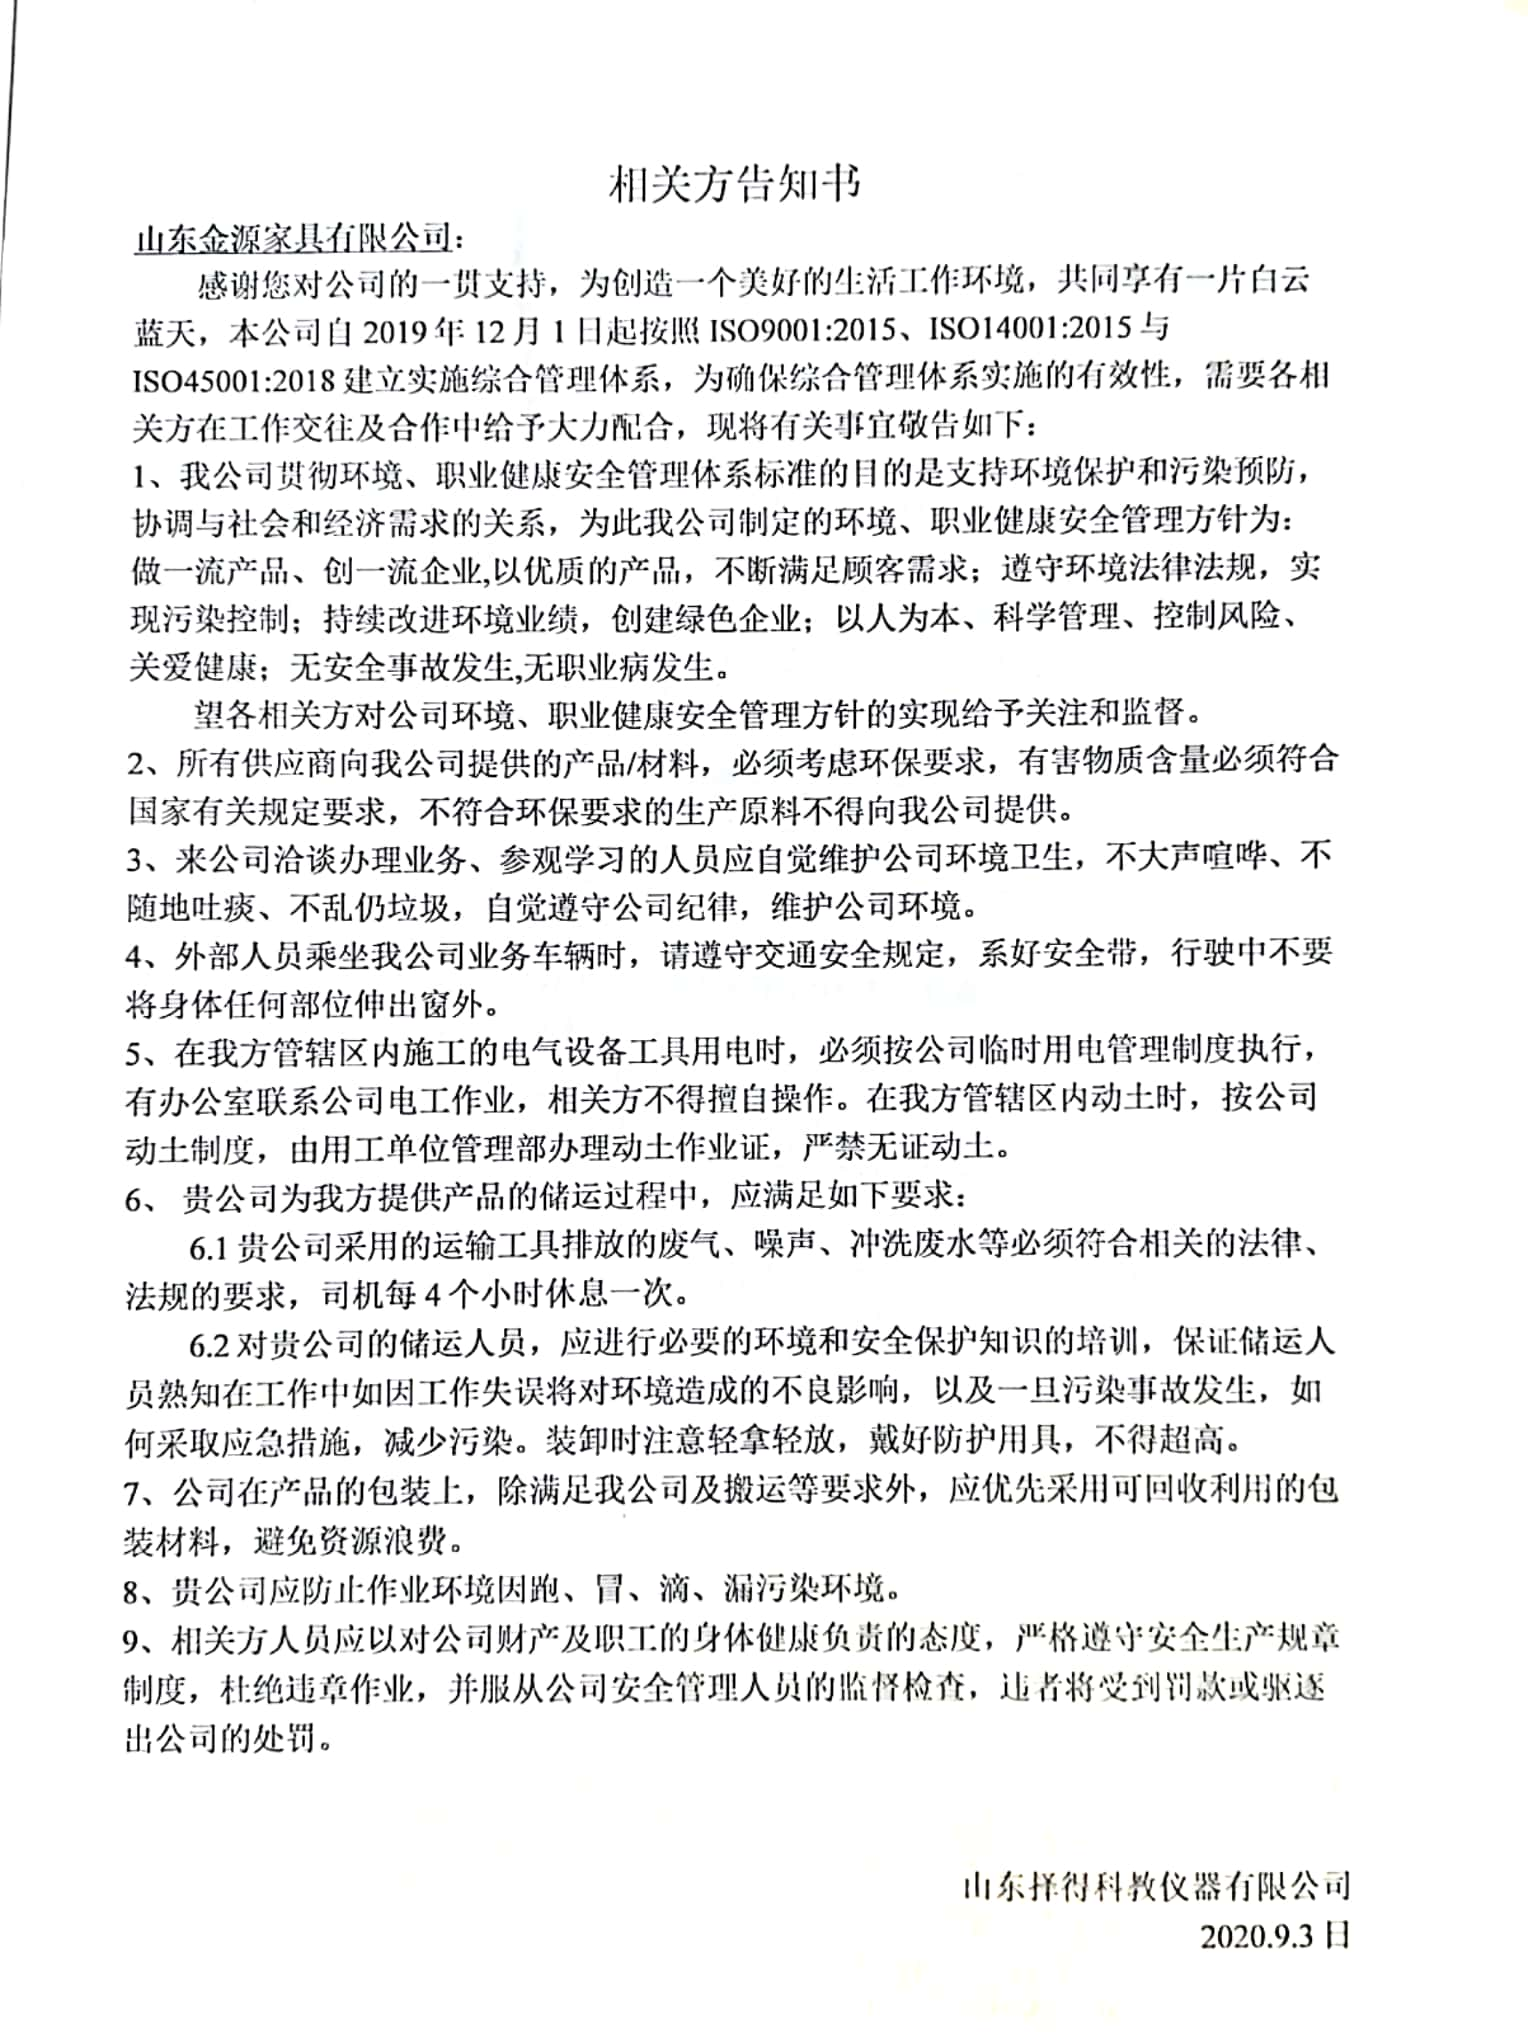 相关方告知书
山东金源家具有限公司：
感谢您对公司的一贯支持，为创造一个美好的生活工作环境，共同享有一片白云
蓝天，本公司自 2019 年 12 月 1 日起按照 ISO9001:2015、ISO14001:2015 与
ISO45001:2018 建立实施综合管理体系，为确保综合管理体系实施的有效性，需要各相
关方在工作交往及合作中给予大力配合，现将有关事宜敬告如下：
1、我公司贯彻环境、职业健康安全管理体系标准的目的是支持环境保护和污染预防，
协调与社会和经济需求的关系，为此我公司制定的环境、职业健康安全管理方针为：
做一流产品、创一流企业,以优质的产品，不断满足顾客需求；遵守环境法律法规，实
现污染控制；持续改进环境业绩，创建绿色企业；以人为本、科学管理、控制风险、
关爱健康；无安全事故发生,无职业病发生。
望各相关方对公司环境、职业健康安全管理方针的实现给予关注和监督。
2、所有供应商向我公司提供的产品/材料，必须考虑环保要求，有害物质含量必须符合
国家有关规定要求，不符合环保要求的生产原料不得向我公司提供。
3、来公司洽谈办理业务、参观学习的人员应自觉维护公司环境卫生，不大声喧哗、不
随地吐痰、不乱仍垃圾，自觉遵守公司纪律，维护公司环境。
4、外部人员乘坐我公司业务车辆时，请遵守交通安全规定，系好安全带，行驶中不要
将身体任何部位伸出窗外。
5、在我方管辖区内施工的电气设备工具用电时，必须按公司临时用电管理制度执行，
有办公室联系公司电工作业，相关方不得擅自操作。在我方管辖区内动土时，按公司
动土制度，由用工单位管理部办理动土作业证，严禁无证动土。
6、 贵公司为我方提供产品的储运过程中，应满足如下要求：
6.1 贵公司采用的运输工具排放的废气、噪声、冲洗废水等必须符合相关的法律、
法规的要求，司机每 4 个小时休息一次。
6.2 对贵公司的储运人员，应进行必要的环境和安全保护知识的培训，保证储运人
员熟知在工作中如因工作失误将对环境造成的不良影响，以及一旦污染事故发生，如
何采取应急措施，减少污染。装卸时注意轻拿轻放，戴好防护用具，不得超高。
7、公司在产品的包装上，除满足我公司及搬运等要求外，应优先采用可回收利用的包
装材料，避免资源浪费。
8、贵公司应防止作业环境因跑、冒、滴、漏污染环境。
9、相关方人员应以对公司财产及职工的身体健康负责的态度，严格遵守安全生产规章
制度，杜绝违章作业，并服从公司安全管理人员的监督检查，违者将受到罚款或驱逐
出公司的处罚。
山东择得科教仪器有限公司
2020.9.3 日